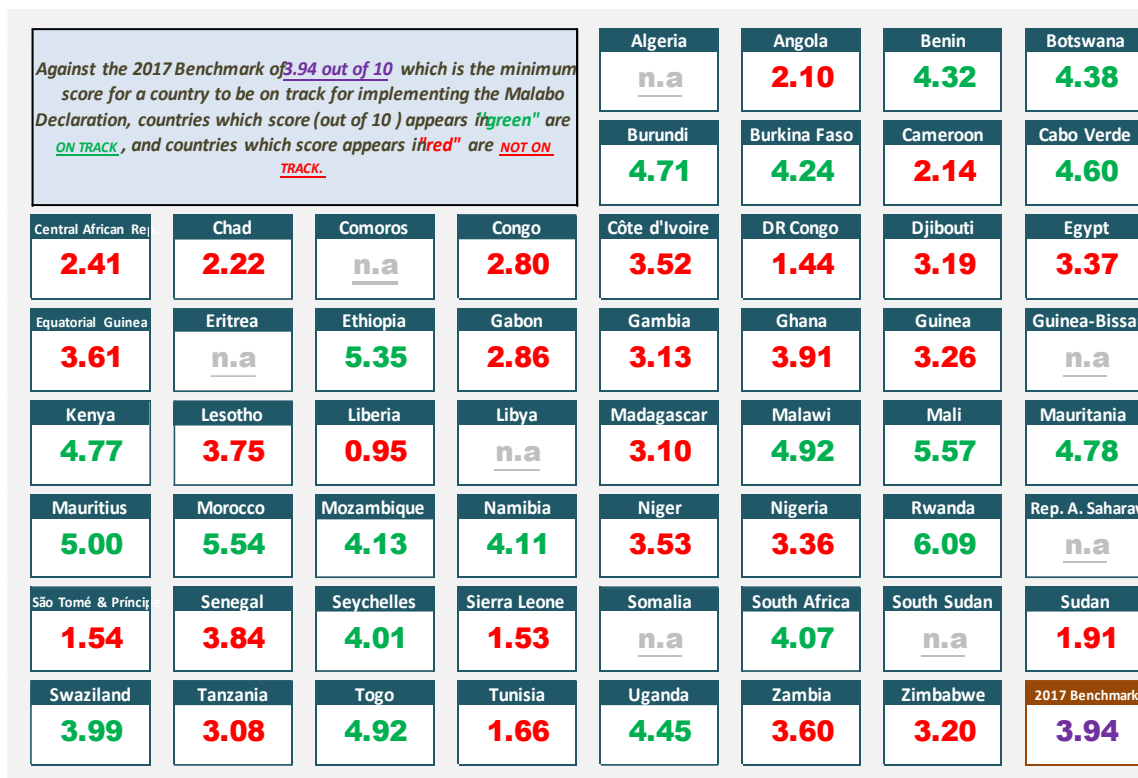 Against the 2017 Benchmark of 3.94 out of 10 which is the minimum
score for a country to be on track for implementing the Malabo
Declaration, countries which score (out of 10 ) appears in "green" are
ON TRACK , and countries which score appears in "red" are NOT ON
TRACK.
Algeria Angola Benin Botswana
n.a 2.10 4.32 4.38
Burundi Burkina Faso Cameroon Cabo Verde
4.71 4.24 2.14 4.60
Central African Rep. Chad Comoros Congo Côte d'Ivoire DR Congo Djibouti Egypt
2.41 2.22 n.a 2.80 3.52 1.44 3.19 3.37
Equatorial Guinea Eritrea Ethiopia Gabon Gambia Ghana Guinea Guinea-Bissa
3.61 n.a 5.35 2.86 3.13 3.91 3.26 n.a
Kenya Lesotho Liberia Libya Madagascar Malawi Mali Mauritania
4.77 3.75 0.95 n.a 3.10 4.92 5.57 4.78
Mauritius Morocco Mozambique Namibia Niger Nigeria Rwanda Rep. A. Saharaw
5.00 5.54 4.13 4.11 3.53 3.36 6.09 n.a
São Tomé & Príncipe Senegal Seychelles Sierra Leone Somalia South Africa South Sudan Sudan
1.54 3.84 4.01 1.53 n.a 4.07 n.a 1.91
Swaziland Tanzania Togo Tunisia Uganda Zambia Zimbabwe 2017 Benchmark
3.99 3.08 4.92 1.66 4.45 3.60 3.20 3.94